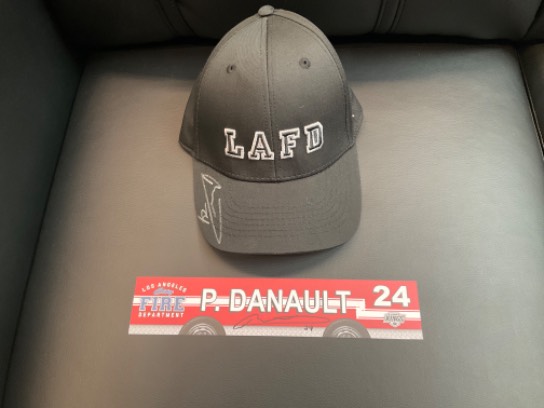 LAFD
LOS ANGELES
FIRE
DEPARTMENT
P. DANAULT
24